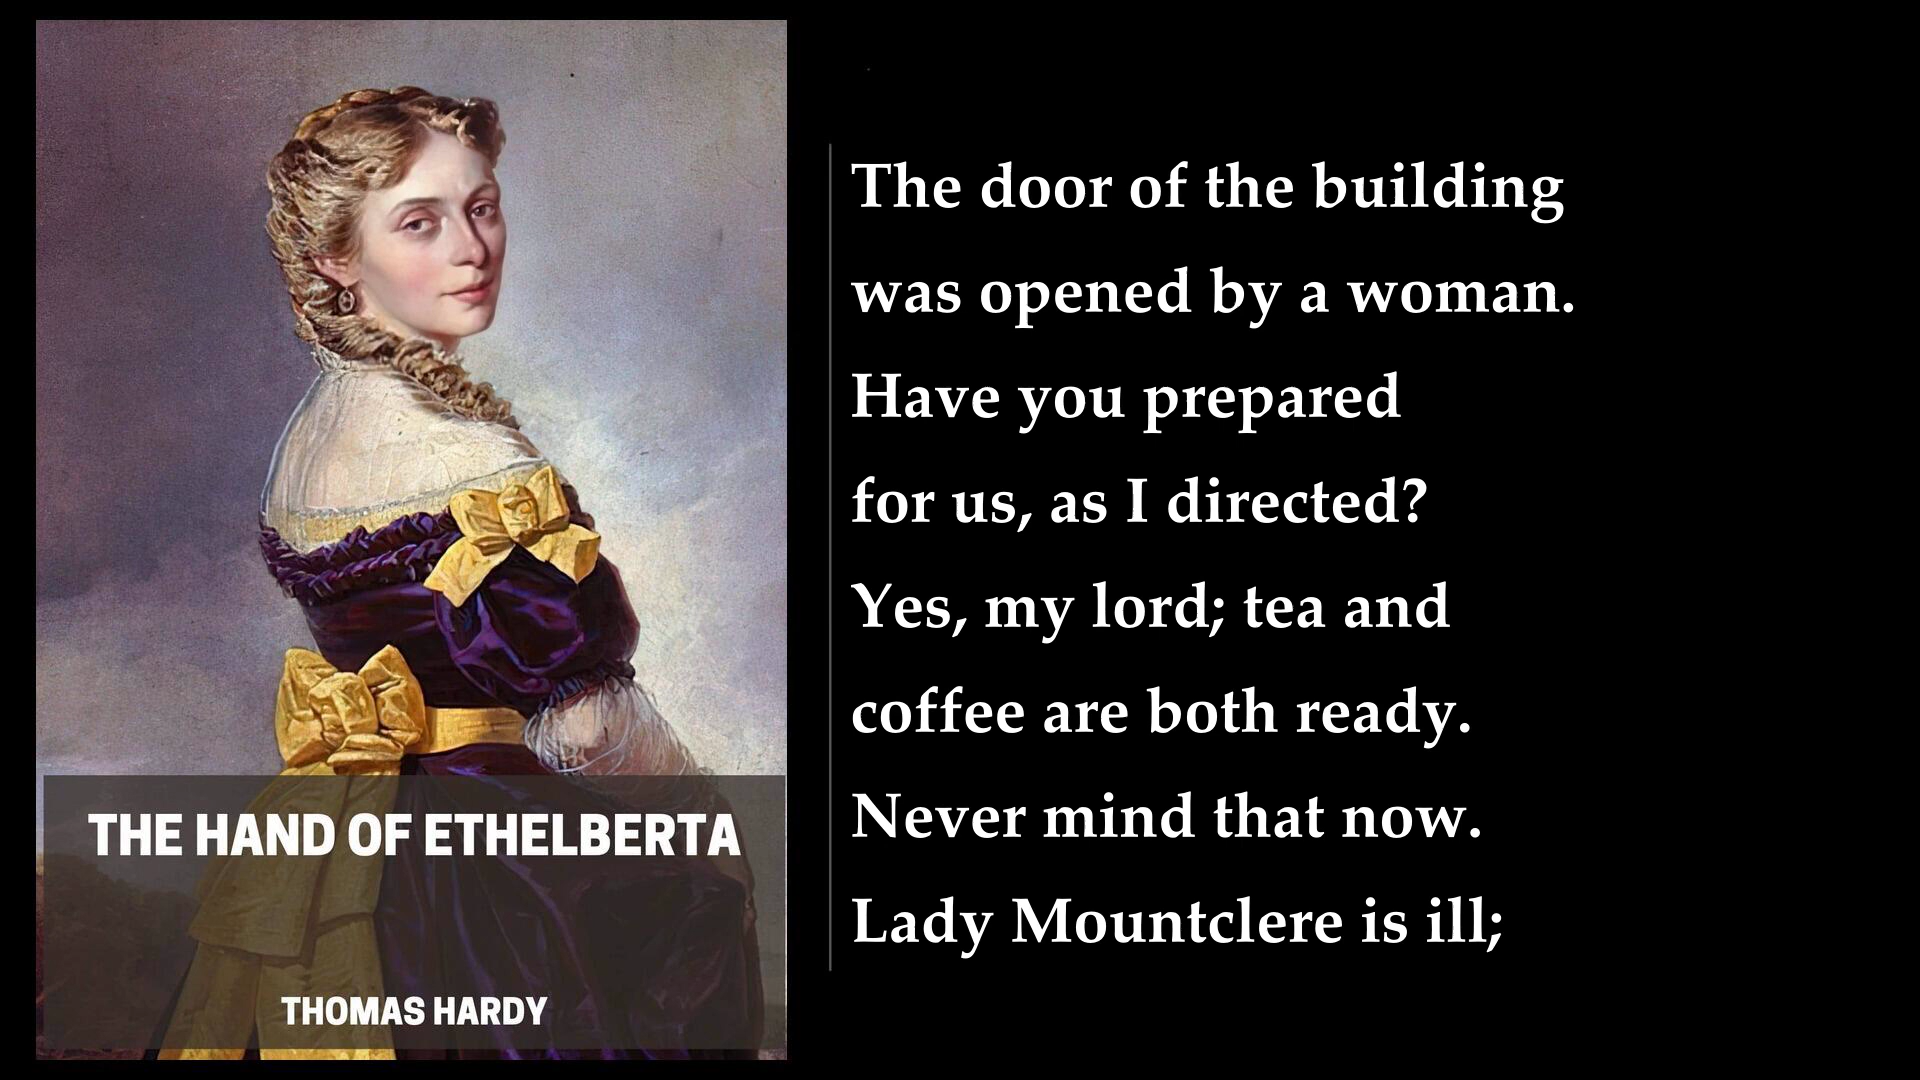 THE HAND OF ETHELBERTA
THOMAS HARDY
The door of the building
was opened by a woman.
Have you prepared
for us, as I directed?
Yes, my lord; tea and
coffee are both ready.
Never mind that now.
Lady Mountclere is ill;